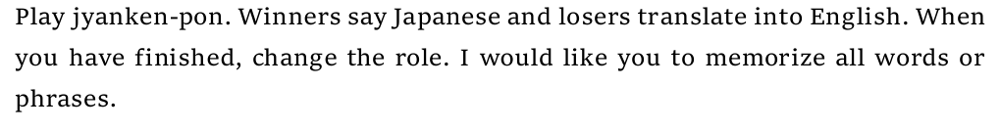 Play jyanken-pon. Winners say Japanese and losers translate into English. When
you have finished, change the role. I would like you to memorize all words or
phrases.